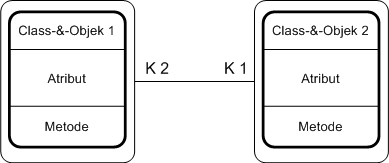 Class-&-Objek 1
Atribut
Metode
K 2
K 1
Class-&-Objek 2
Atribut
Metode